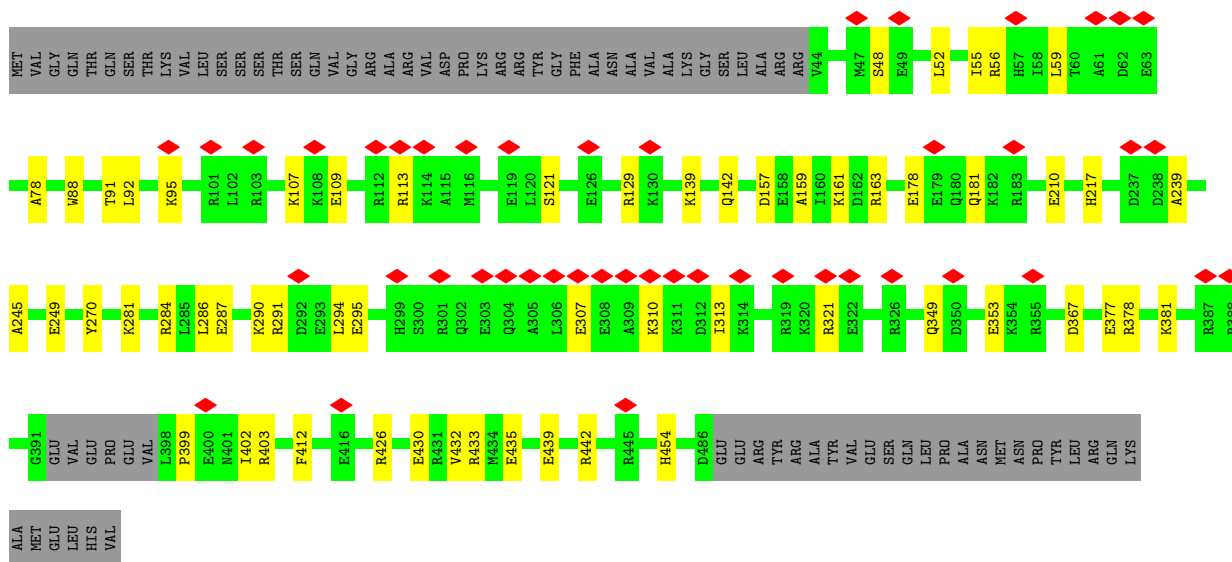 MET VAL GLY GLN THR GLN SER THR LYS VAL LEU SER SER SER THR SER GLN VAL GLY ARG ALA ARG VAL ASP PRO LYS ARG ARG TYR GLY PHE ALA ASN ALA VAL ALA LYS GLY SER LEU ALA ARG ARG V44 M47 S48 E49 L52 I55 R56 H57 I58 L59 T60 A61 D62 E63
A78 W88 T91 L92 K95 R101 L102 R103 K107 K108 E109 R112 R113 K114 A115 M116 E119 L120 S121 E126 R129 K130 K139 Q142 D157 E158 A159 I160 K161 D162 R163 E178 E179 Q180 Q181 K182 R183 E210 H217 D237 D238 A239
A245 E249 Y270 K281 R284 L285 L286 E287 K290 R291 D292 E293 L294 E295 H299 S300 R301 Q302 E303 Q304 A305 L306 E307 E308 A309 K310 K311 D312 I313 K314 R319 K320 R321 E322 R326 Q349 D350 E353 K354 R355 D367 E377 R378 K381 R387
G391 GLU VAL GLU PRO GLU VAL L398 P399 E400 N401 I402 R403 F412 E416 R426 E430 R431 V432 R433 M434 E435 E439 R442 R445 H454 D486 GLU GLU ARG TYR ARG ALA TYR VAL GLU SER GLN LEU PRO ALA ASN MET ASN PRO TYR LEU ARG GLN LYS
ALA MET GLU LEU HIS VAL